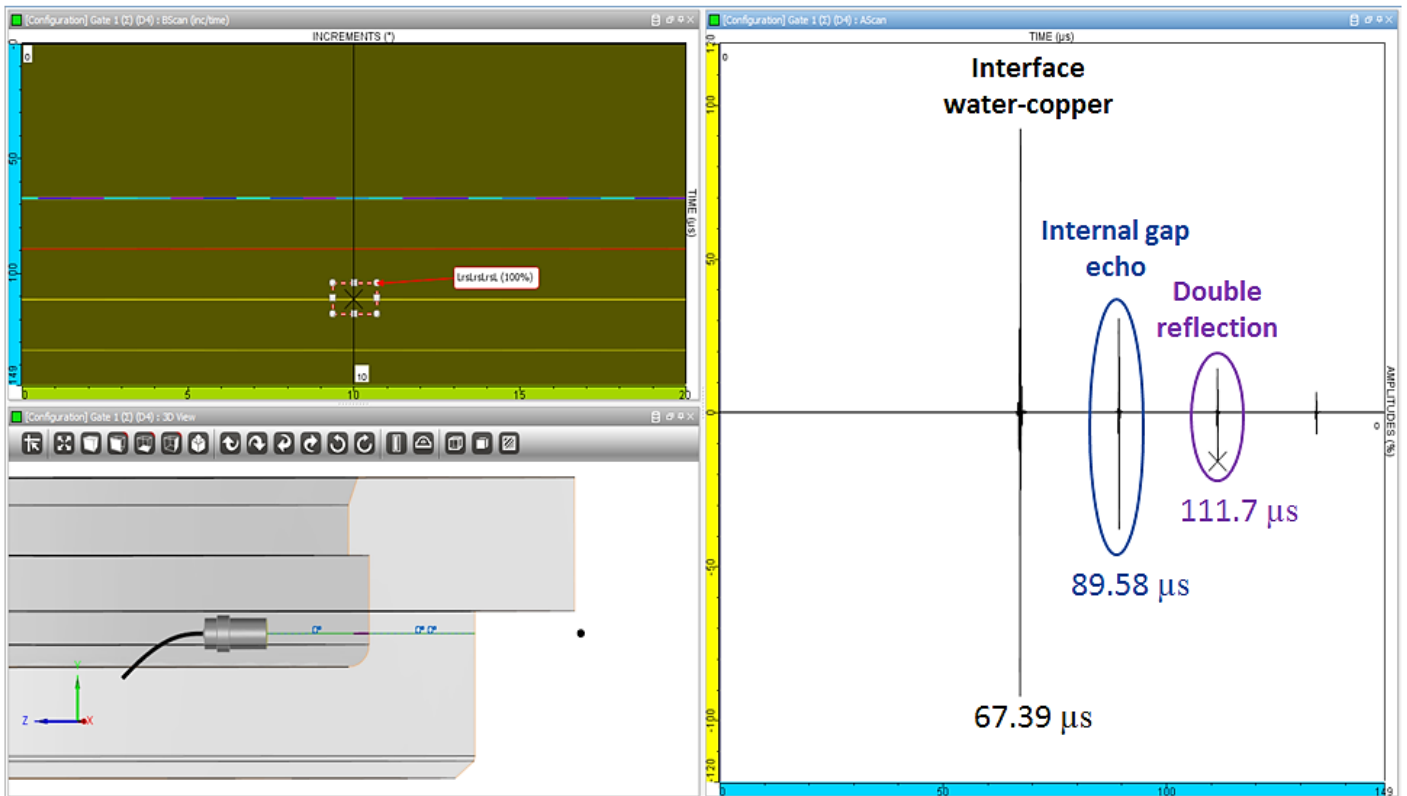 [Configuration] Gate 1 (Σ) (D4) : BScan (inc/time)
INCREMENTS (°)
0
0
50
100
149
TIME (µs)
LrsLrsLrsL (100%)
10
0
5
10
15
20
[Configuration] Gate 1 (Σ) (D4) : 3D View
Y
Z
X
[Configuration] Gate 1 (Σ) (D4) : AScan
TIME (µs)
120
100
50
0
-50
-100
-120
0
Interface
water-copper
Internal gap
echo
Double
reflection
AMPLITUDES (%)
0
111.7 µs
89.58 µs
67.39 µs
0
50
100
149